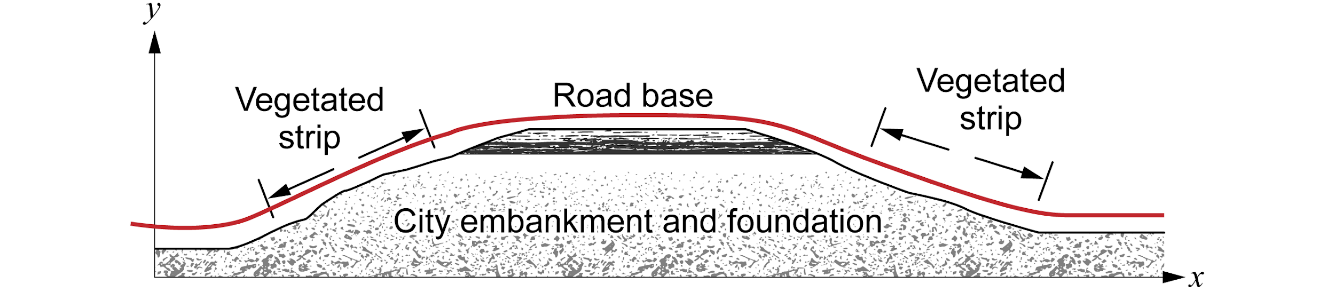 y
Vegetated
strip
Road base
Vegetated
strip
City embankment and foundation
x